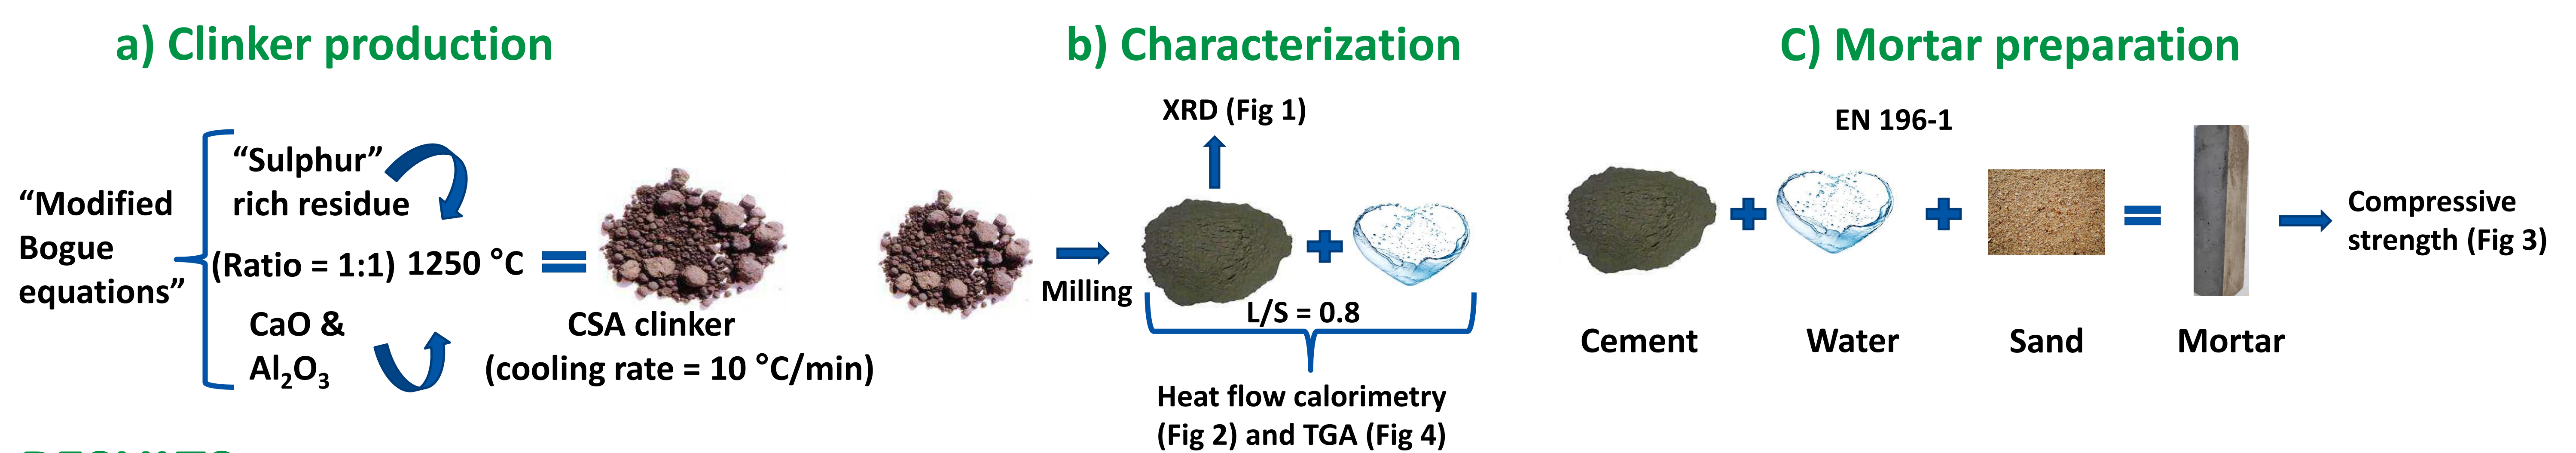 a) Clinker production
“Modified
Bogue
equations”
“Sulphur”
rich residue
(Ratio = 1:1) 1250 °C
CaO &
Al₂O₃
CSA clinker
(cooling rate = 10 °C/min)
b) Characterization
XRD (Fig 1)
Milling
L/S = 0.8
Heat flow calorimetry
(Fig 2) and TGA (Fig 4)
C) Mortar preparation
EN 196-1
Cement
Water
Sand
Mortar
Compressive
strength (Fig 3)